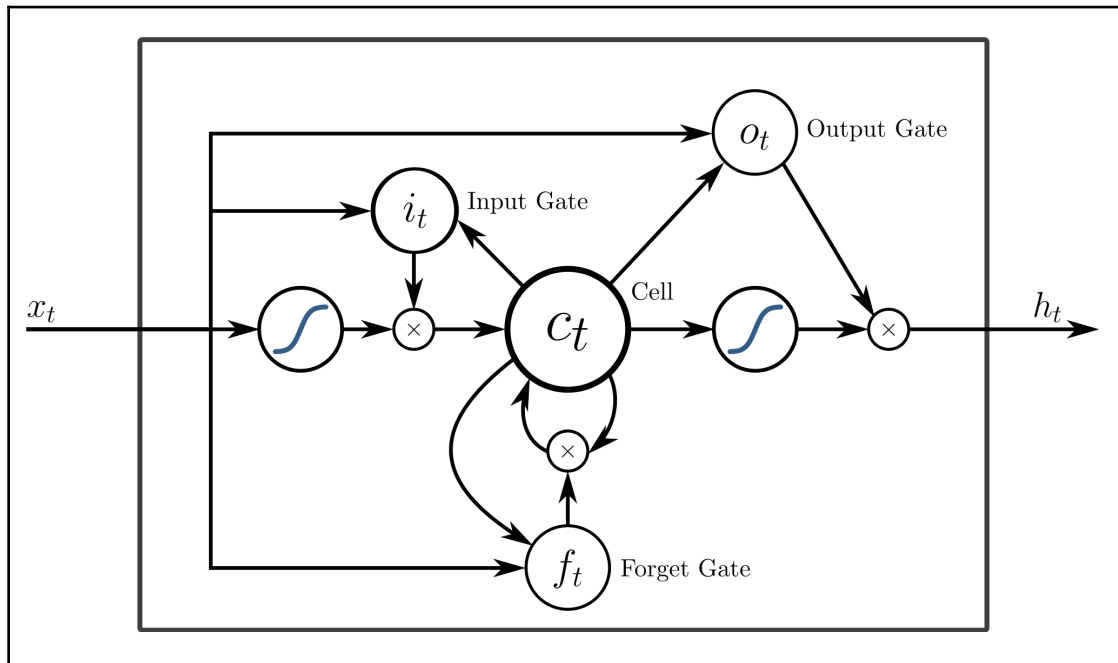 o_t Output Gate
i_t Input Gate
Cell
x_t
×
c_t
×
h_t
×
f_t Forget Gate